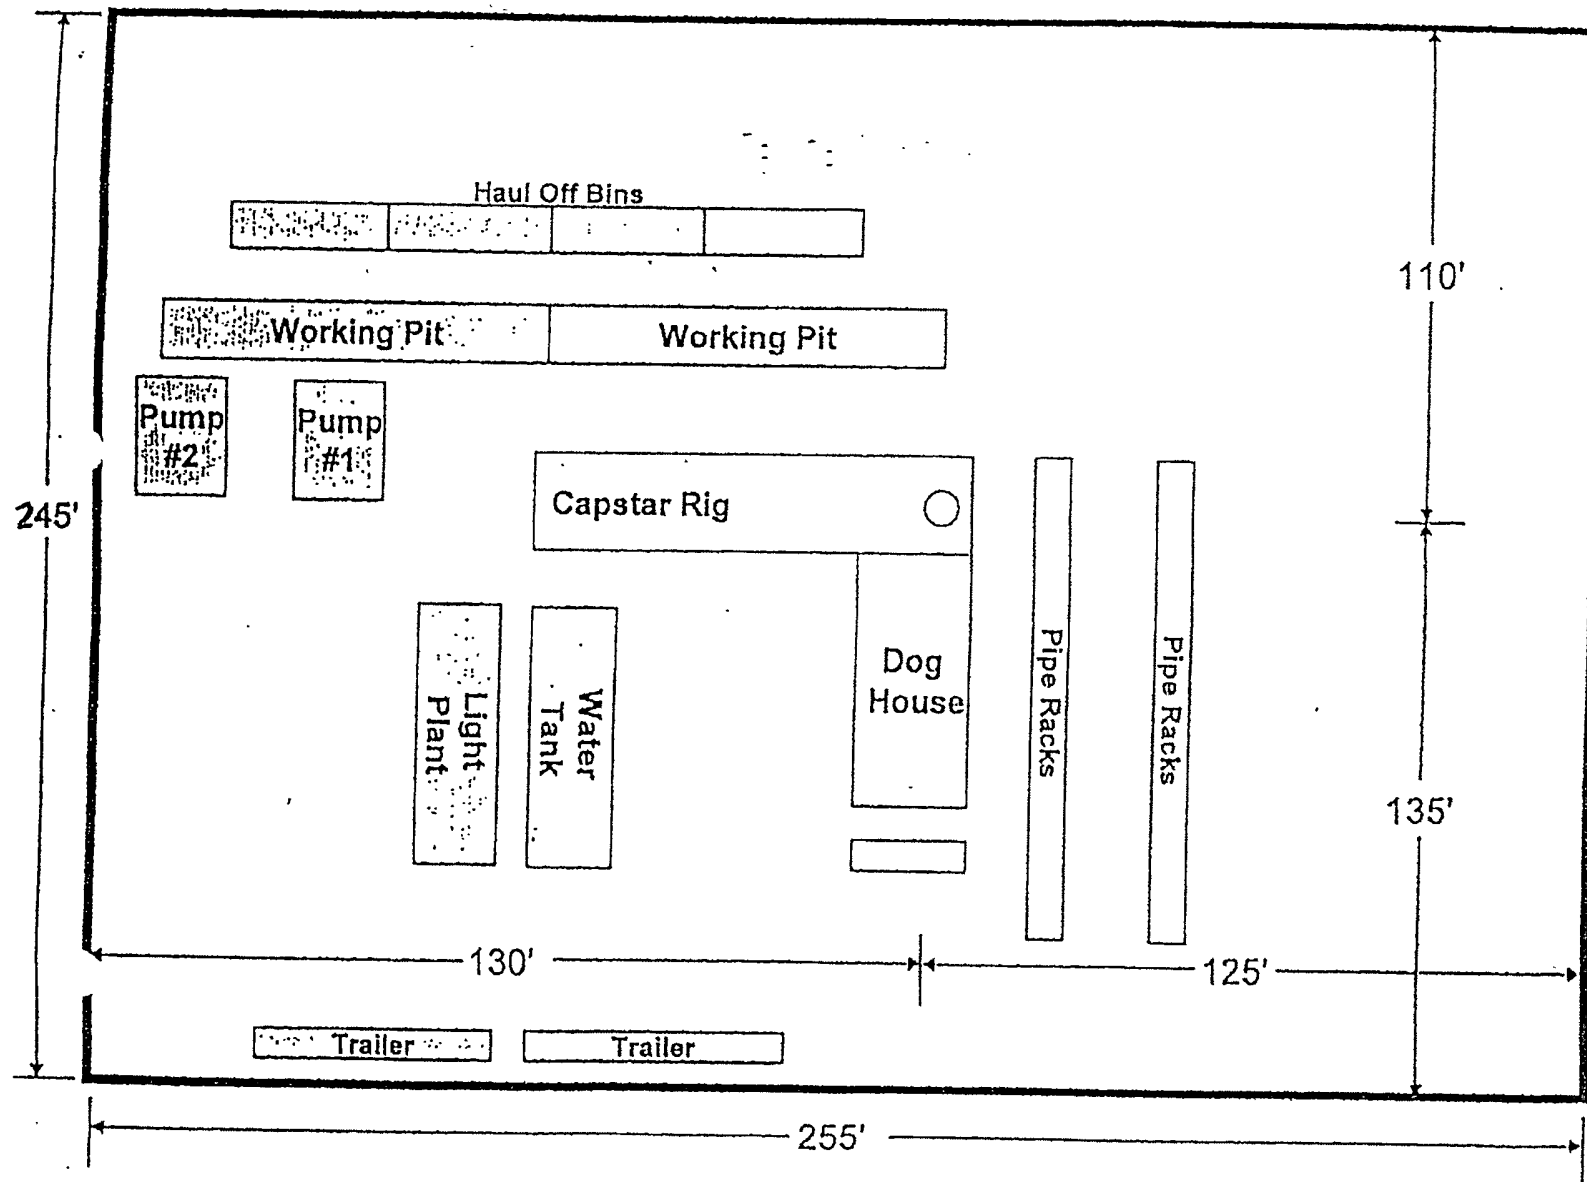 Haul Off Bins
110'
Working Pit
Working Pit
Pump
#2
Pump
#1
245'
Capstar Rig
Light
Plant
Water
Tank
Dog
House
Pipe Racks
Pipe Racks
135'
130'
125'
Trailer
Trailer
255'